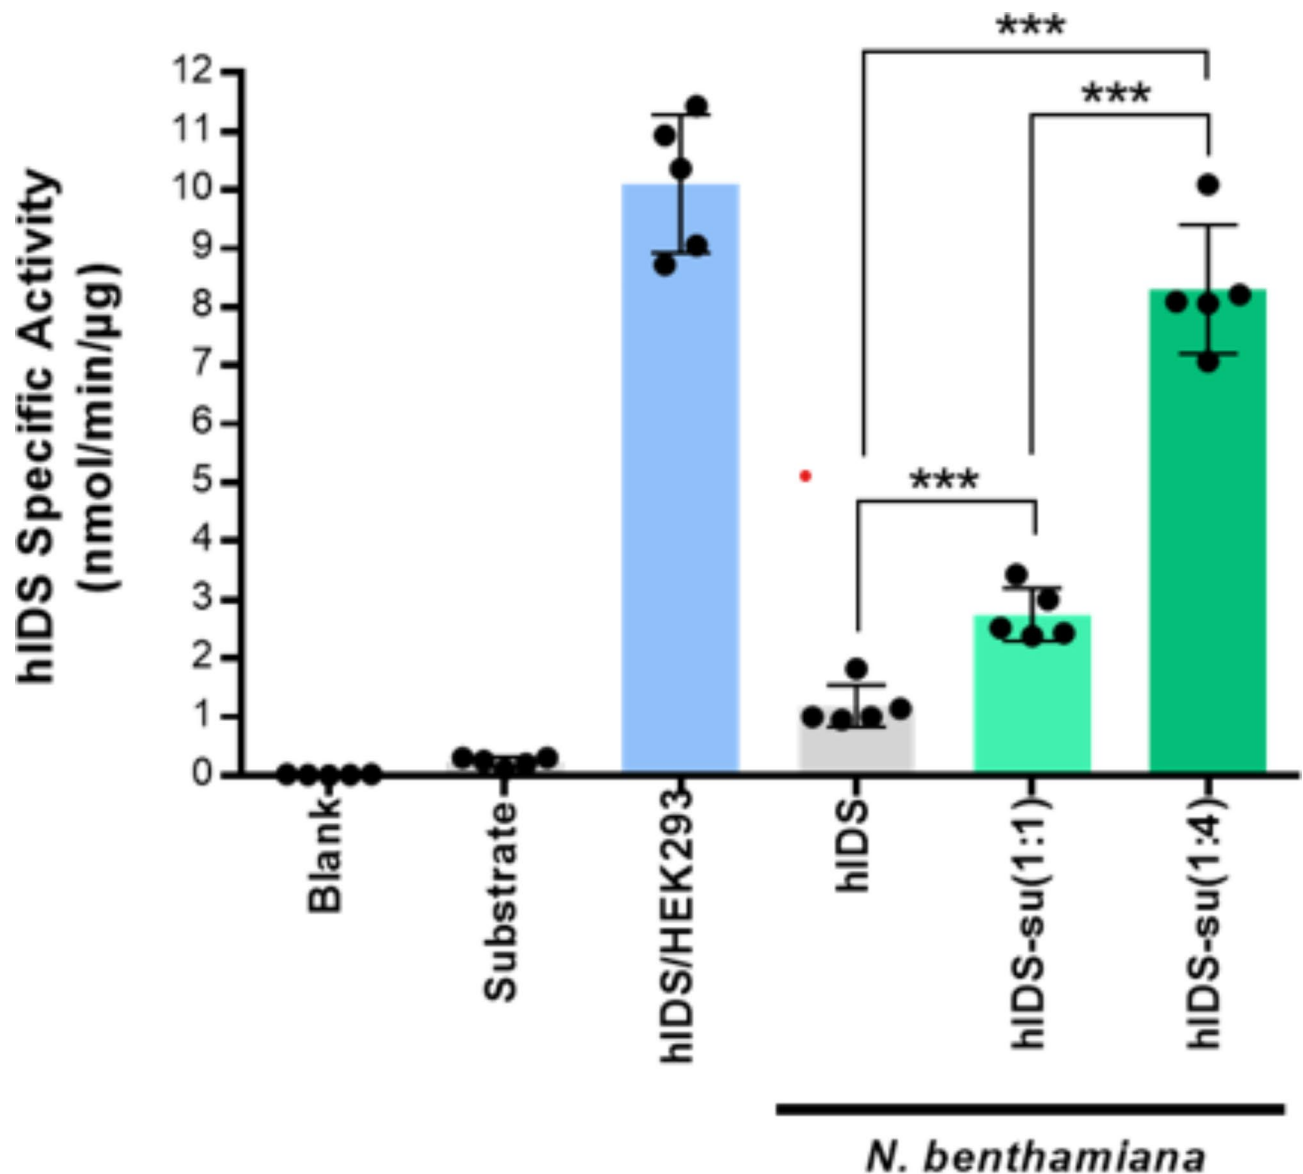 ***
***
12
11
10
9
8
7
6
5
4
3
2
1
0
hIDS Specific Activity
(nmol/min/µg)
***
Blank
Substrate
hIDS/HEK293
hIDS
hIDS-su(1:1)
hIDS-su(1:4)
N. benthamiana